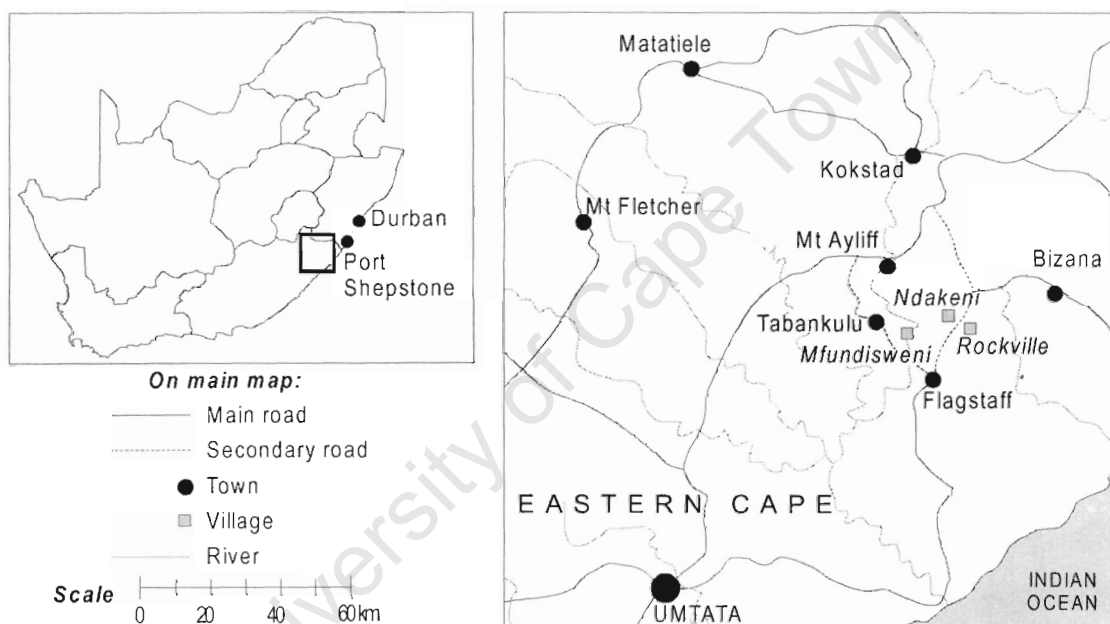 Durban
Port
Shepstone
On main map:
Main road
Secondary road
Town
Village
River
Scale
0 20 40 60km
Matatiele
Kokstad
Mt Fletcher
Mt Ayliff
Bizana
Ndakeni
Tabankulu
Mfundisweni
Rockville
Flagstaff
EASTERN CAPE
UMTATA
INDIAN
OCEAN
University of Cape Town